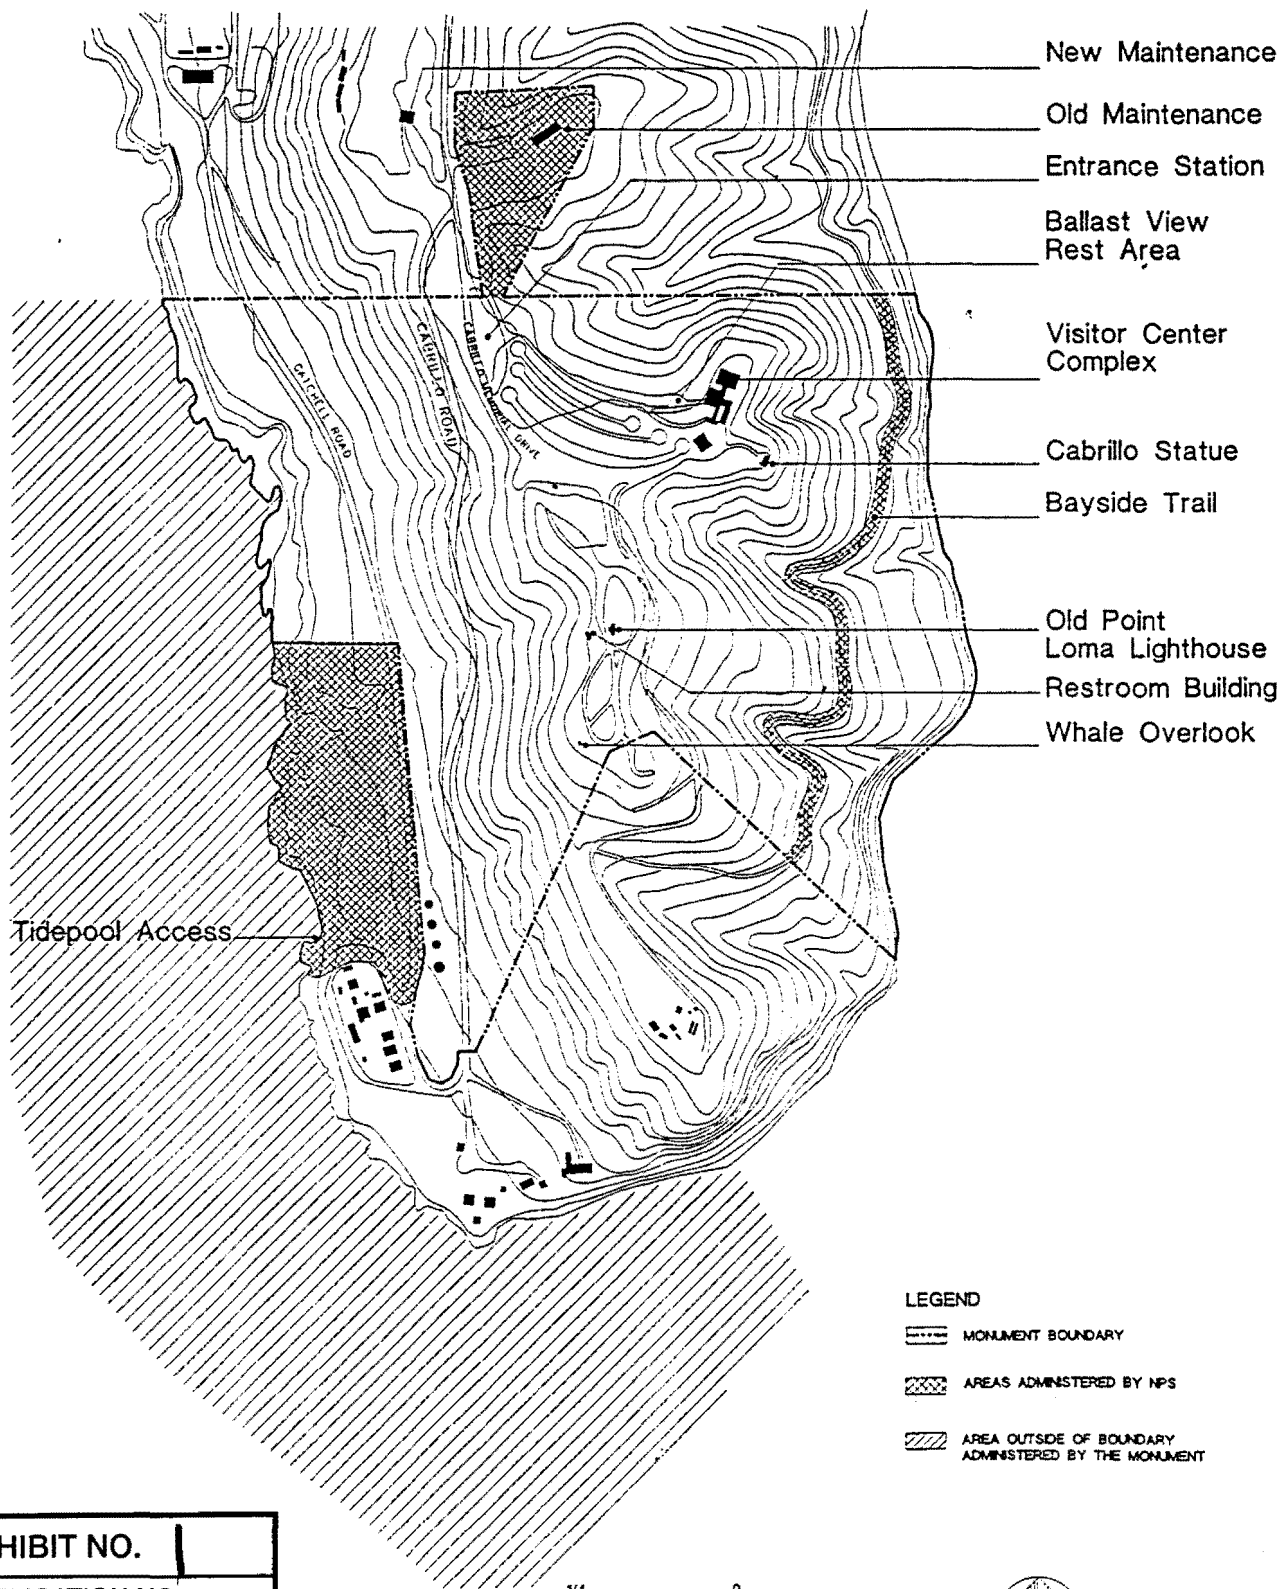 New Maintenance
Old Maintenance
Entrance Station
Ballast View
Rest Area
Visitor Center
Complex
Cabrillo Statue
Bayside Trail
Old Point
Loma Lighthouse
Restroom Building
Whale Overlook
GATCHELL ROAD
CABRILLO ROAD
CABRILLO MEMORIAL DRIVE
Tidepool Access
LEGEND
MONUMENT BOUNDARY
AREAS ADMINISTERED BY NPS
AREA OUTSIDE OF BOUNDARY
ADMINISTERED BY THE MONUMENT
HIBIT NO. 1